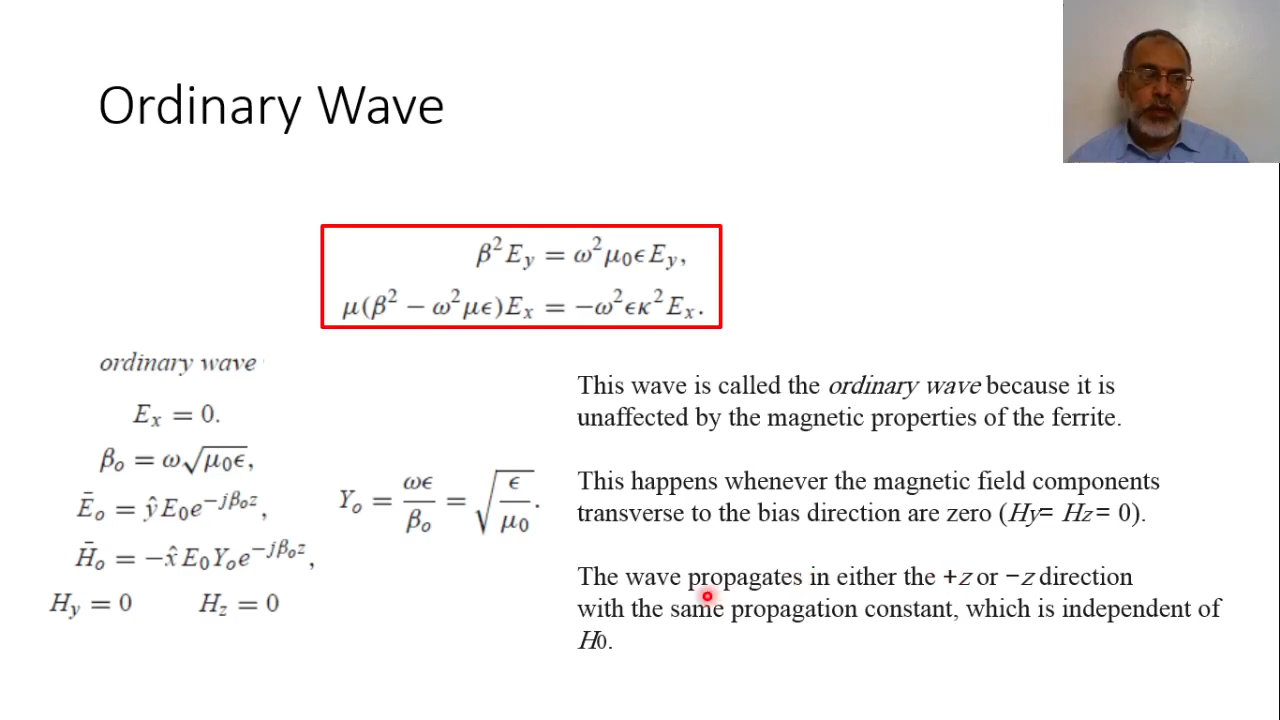 Ordinary Wave
β²E_y = ω²μ₀ϵE_y,
μ(β² − ω²μϵ)E_x = −ω²ϵκ²E_x.
ordinary wave
E_x = 0.
β_o = ω√(μ₀ϵ),
Ē_o = ŷE₀e^{−jβ_o z},
H̄_o = −x̂E₀Y_o e^{−jβ_o z},
H_y = 0 H_z = 0
Y_o = ωϵ/β_o = √(ϵ/μ₀).
This wave is called the ordinary wave because it is
unaffected by the magnetic properties of the ferrite.
This happens whenever the magnetic field components
transverse to the bias direction are zero (Hy= Hz= 0).
The wave propagates in either the +z or −z direction
with the same propagation constant, which is independent of
H0.